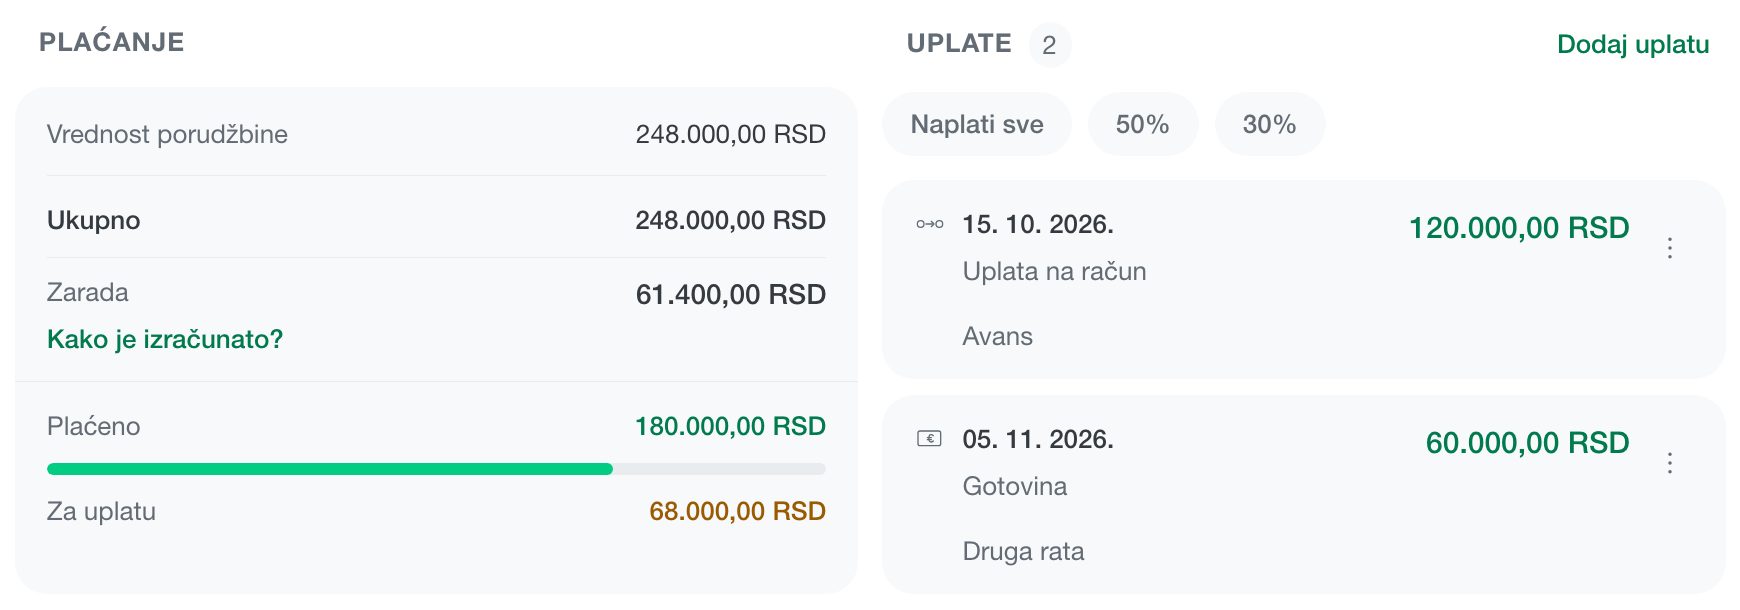 PLAĆANJE
Vrednost porudžbine 248.000,00 RSD
Ukupno 248.000,00 RSD
Zarada 61.400,00 RSD
Kako je izračunato?
Plaćeno 180.000,00 RSD
Za uplatu 68.000,00 RSD
UPLATE 2 Dodaj uplatu
Naplati sve 50% 30%
15. 10. 2026. 120.000,00 RSD
Uplata na račun
Avans
€ 05. 11. 2026. 60.000,00 RSD
Gotovina
Druga rata